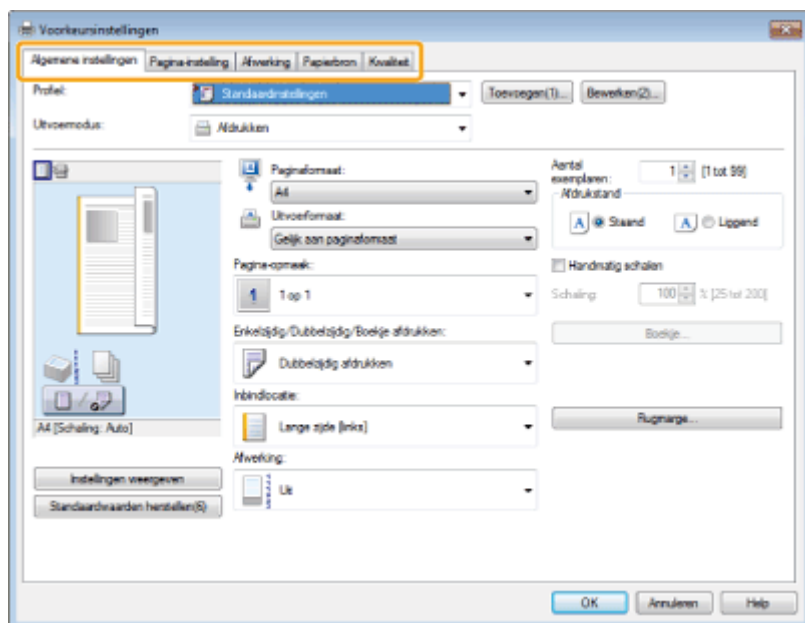 Voorkeursinstellingen
Algemene instellingen Pagina-instelling Afwerking Papierbron Kwaliteit
Profiel: Standaardinstellingen Toevoegen(1)... Bewerken(2)...
Uitvoermodus: Afdrukken
Paginaformaat:
A4
Uitvoerformaat:
Gelijk aan paginaformaat
Pagina-opmaak:
1 1 op 1
Enkelzijdig/Dubbelzijdig/Boekje afdrukken:
Dubbelzijdig afdrukken
Inbindlocatie:
Lange zijde [links]
Afwerking:
Uit
Aantal exemplaren: 1 [1 tot 99]
Afdrukstand
A Staand A Liggend
Handmatig schalen
Schaling: 100 % [25 tot 200]
Boekje...
Rugmarge...
A4 [Schaling: Auto]
Instellingen weergeven
Standaardwaarden herstellen(6)
OK Annuleren Help